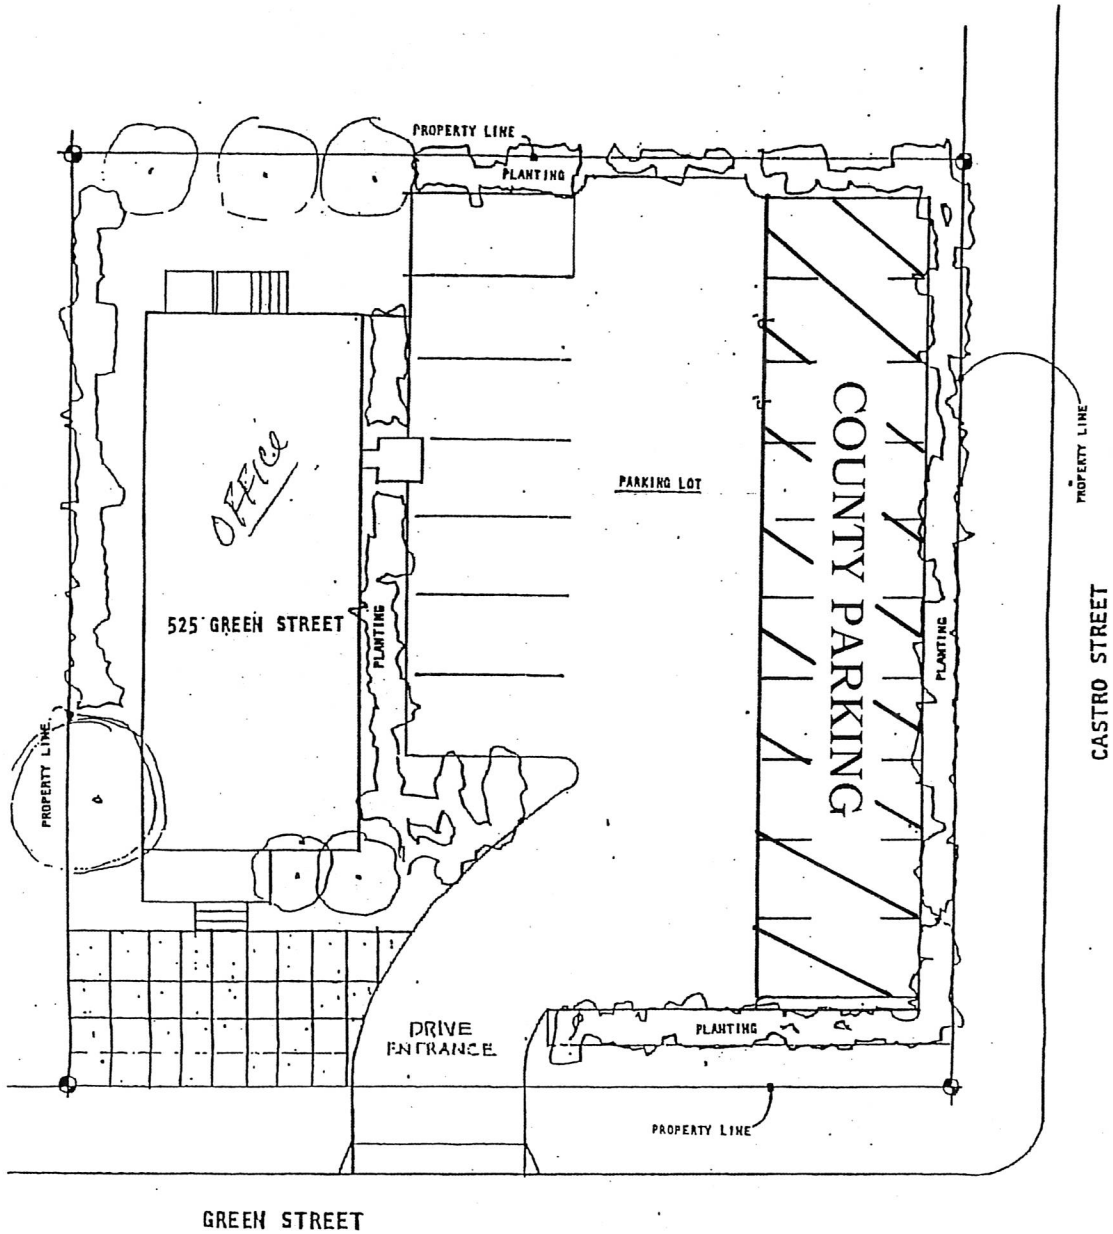 PROPERTY LINE
PLANTING
OFFICE
PARKING LOT
COUNTY PARKING
PROPERTY LINE
525 GREEN STREET
PLANTING
PLANTING
CASTRO STREET
PROPERTY LINE
DRIVE
ENTRANCE
PLANTING
PROPERTY LINE
GREEN STREET